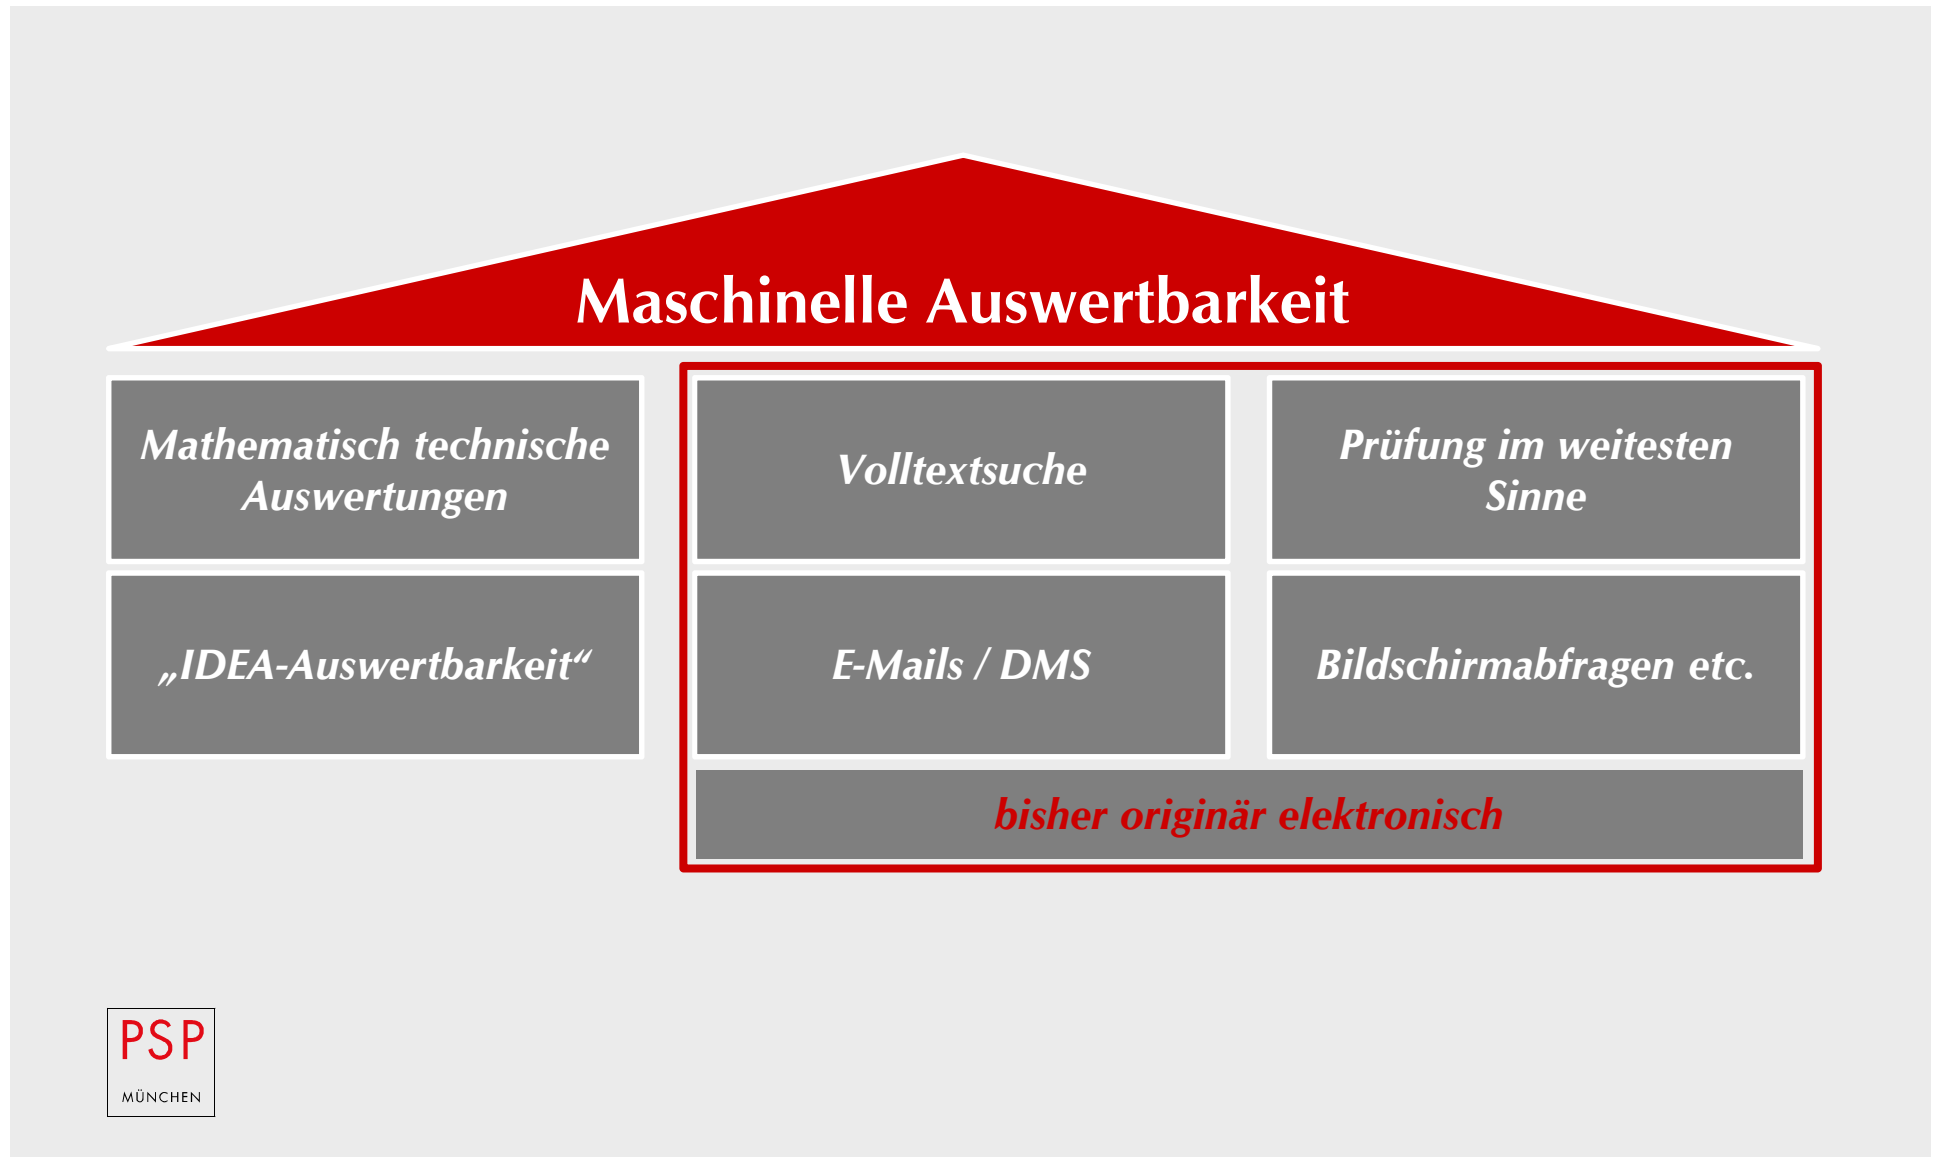 Maschinelle Auswertbarkeit
Mathematisch technische
Auswertungen
Volltextsuche
Prüfung im weitesten
Sinne
„IDEA-Auswertbarkeit“
E-Mails / DMS
Bildschirmabfragen etc.
bisher originär elektronisch
PSP
MÜNCHEN